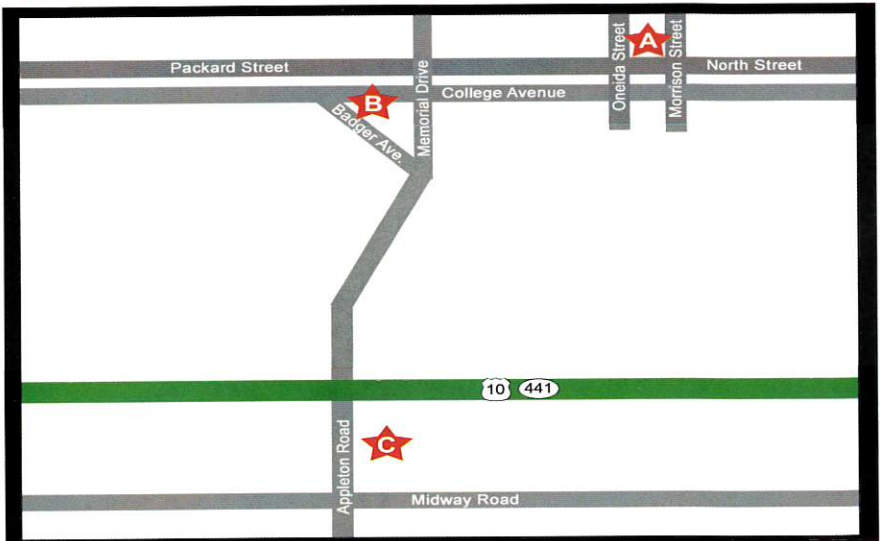 A
Oneida Street
Morrison Street
Packard Street
North Street
Memorial Drive
College Avenue
B
Badger Ave.
10
441
C
Appleton Road
Midway Road